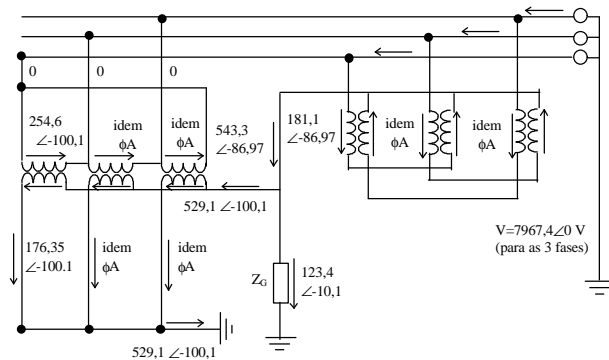 0 0 0
254,6
∠-100,1
idem
ϕA
idem
ϕA
543,3
∠-86,97
181,1
∠-86,97
idem
ϕA
idem
ϕA
529,1 ∠-100,1
V=7967,4∠0 V
(para as 3 fases)
176,35
∠-100.1
idem
ϕA
idem
ϕA
Z_G
123,4
∠-10,1
529,1 ∠-100,1